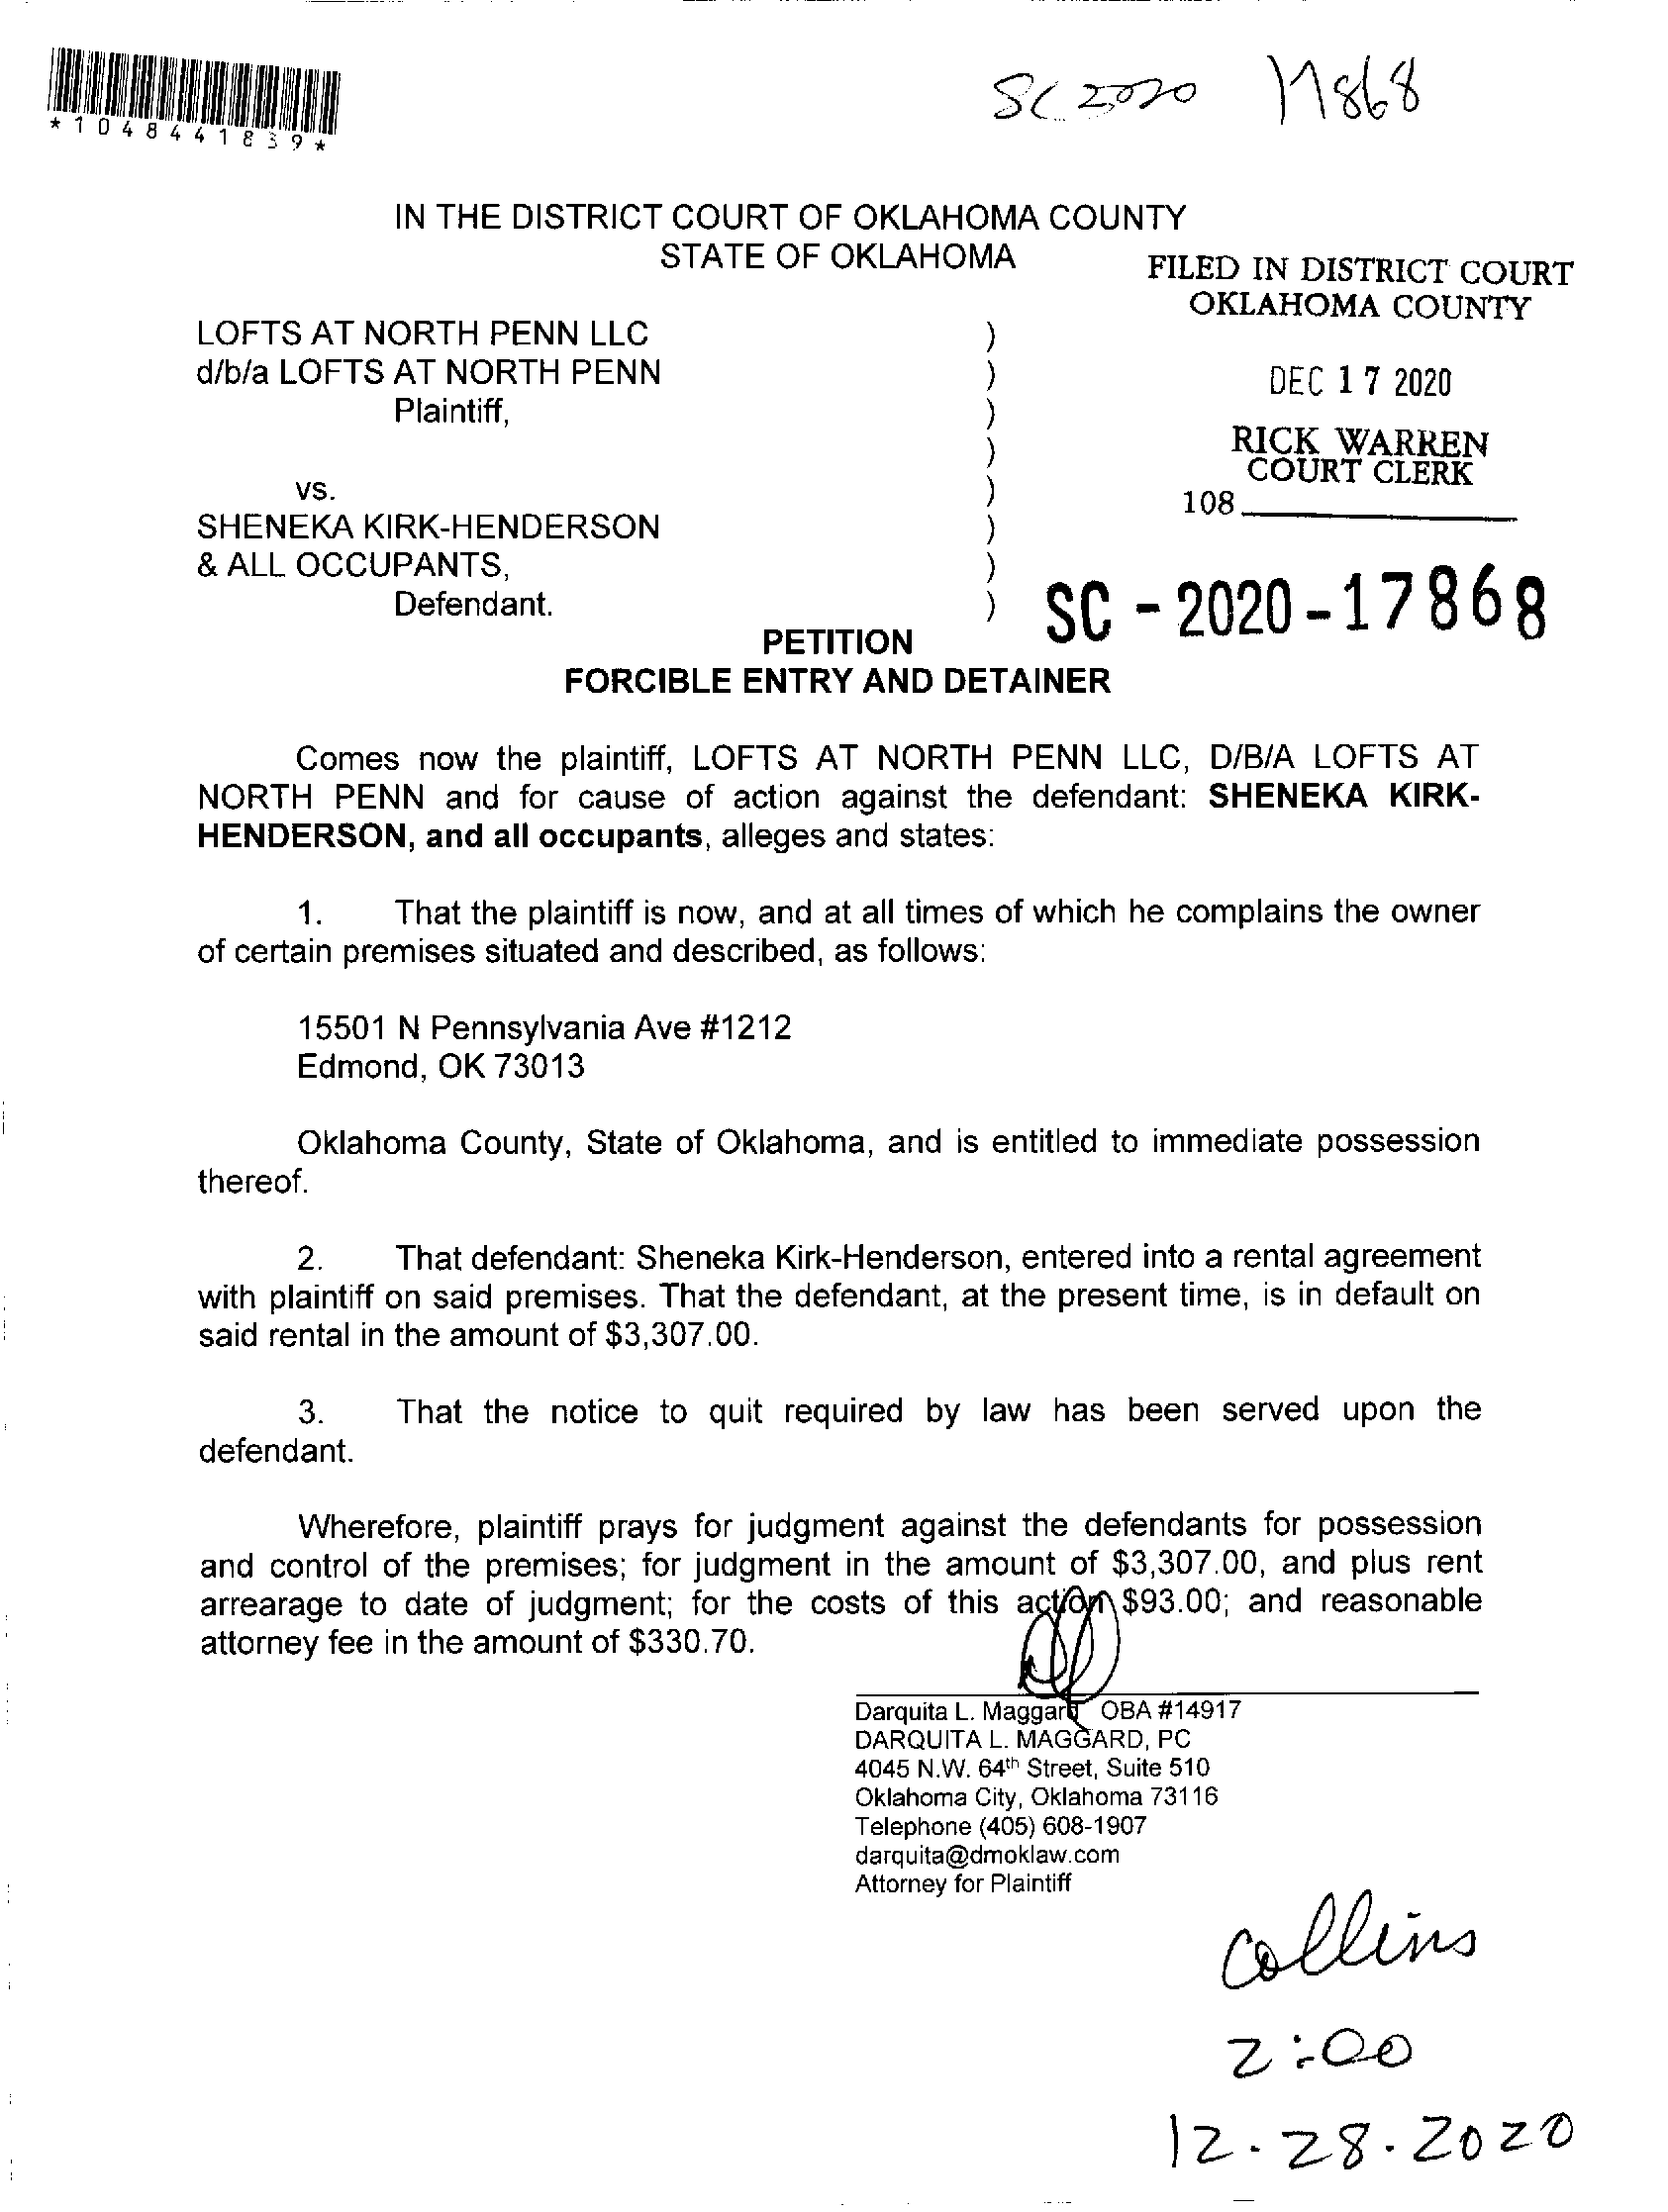 *1048441839*
SC 2020 17868
IN THE DISTRICT COURT OF OKLAHOMA COUNTY
STATE OF OKLAHOMA
FILED IN DISTRICT COURT
OKLAHOMA COUNTY
DEC 17 2020
RICK WARREN
COURT CLERK
108
LOFTS AT NORTH PENN LLC )
d/b/a LOFTS AT NORTH PENN )
Plaintiff, )
)
vs. )
SHENEKA KIRK-HENDERSON )
& ALL OCCUPANTS, )
Defendant. )
SC - 2020 - 17868
PETITION
FORCIBLE ENTRY AND DETAINER
Comes now the plaintiff, LOFTS AT NORTH PENN LLC, D/B/A LOFTS AT
NORTH PENN and for cause of action against the defendant: SHENEKA KIRK-
HENDERSON, and all occupants, alleges and states:
1. That the plaintiff is now, and at all times of which he complains the owner
of certain premises situated and described, as follows:
15501 N Pennsylvania Ave #1212
Edmond, OK 73013
Oklahoma County, State of Oklahoma, and is entitled to immediate possession
thereof.
2. That defendant: Sheneka Kirk-Henderson, entered into a rental agreement
with plaintiff on said premises. That the defendant, at the present time, is in default on
said rental in the amount of $3,307.00.
3. That the notice to quit required by law has been served upon the
defendant.
Wherefore, plaintiff prays for judgment against the defendants for possession
and control of the premises; for judgment in the amount of $3,307.00, and plus rent
arrearage to date of judgment; for the costs of this action $93.00; and reasonable
attorney fee in the amount of $330.70.
Darquita L. Maggard OBA #14917
DARQUITA L. MAGGARD, PC
4045 N.W. 64th Street, Suite 510
Oklahoma City, Oklahoma 73116
Telephone (405) 608-1907
darquita@dmoklaw.com
Attorney for Plaintiff
Collins
2:00
12.28.2020